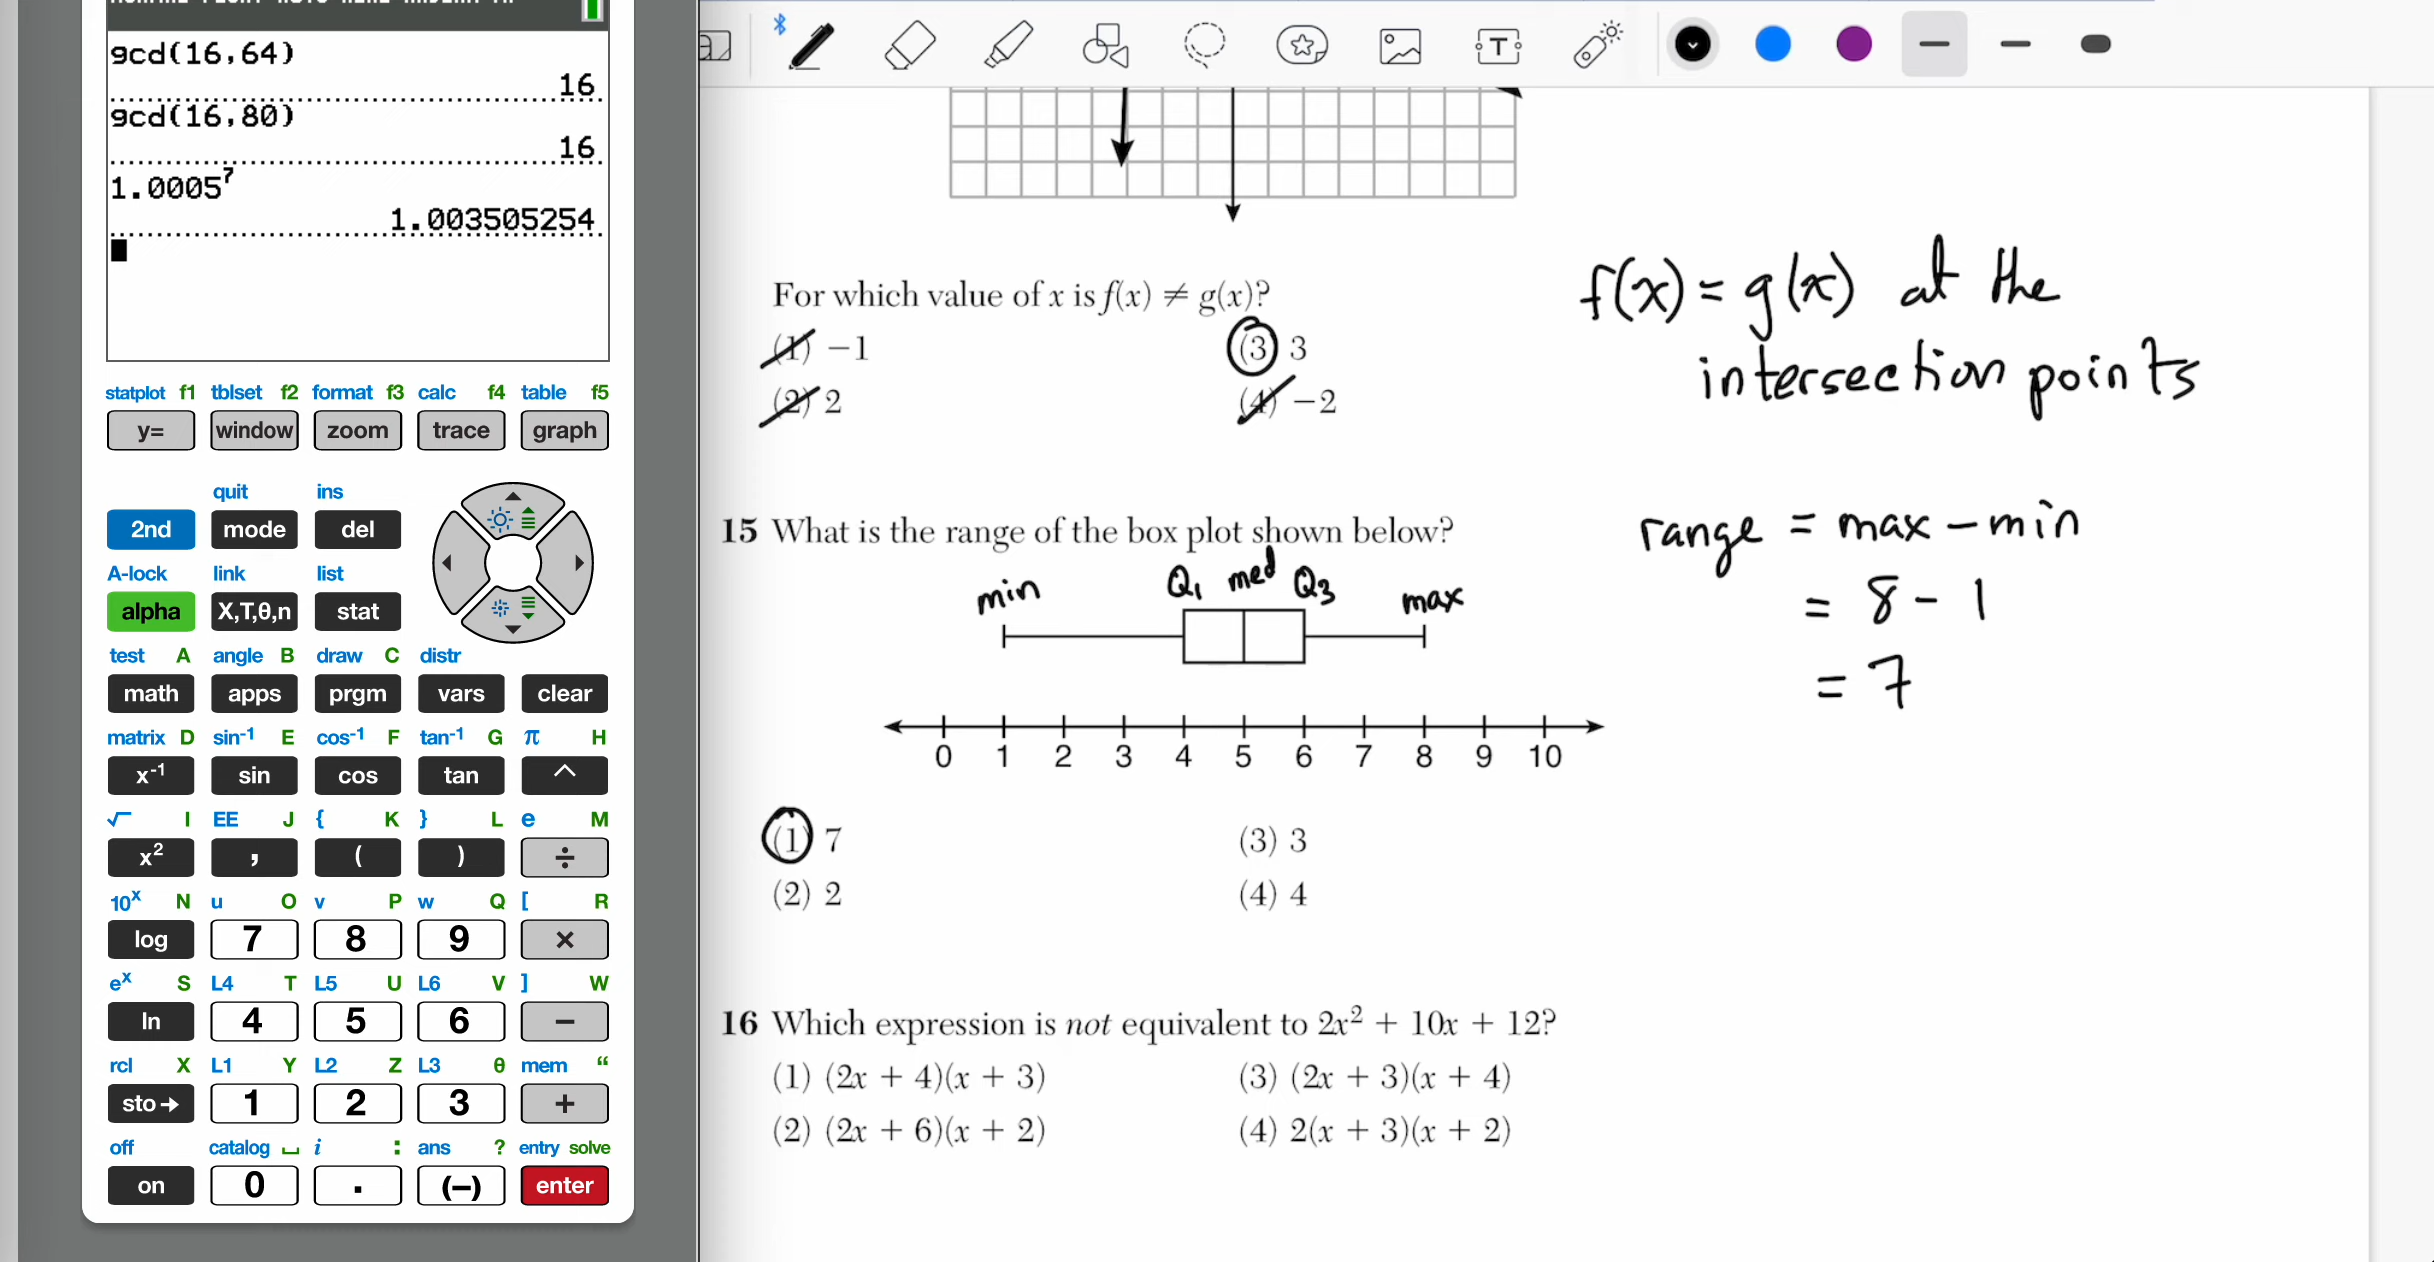 gcd(16,64)
16
gcd(16,80)
16
1.0005⁷
1.003505254
statplot f1 tblset f2 format f3 calc f4 table f5
y= window zoom trace graph
quit ins
2nd mode del
A-lock link list
alpha X,T,θ,n stat
test A angle B draw C distr
math apps prgm vars clear
matrix D sin⁻¹ E cos⁻¹ F tan⁻¹ G π H
x⁻¹ sin cos tan ^
√ I EE J { K } L e M
x² , ( ) ÷
10ˣ N u O v P w Q [ R
log 7 8 9 ×
eˣ S L4 T L5 U L6 V ] W
ln 4 5 6 −
rcl X L1 Y L2 Z L3 θ mem “
sto→ 1 2 3 +
off catalog ⎵ i : ans ? entry solve
on 0 . (−) enter
T
For which value of x is f(x) ≠ g(x)?
(1) −1 (3) 3
(2) 2 (4) −2
f(x) = g(x) at the
intersection points
15 What is the range of the box plot shown below?
min Q₁ med Q₃ max
0 1 2 3 4 5 6 7 8 9 10
(1) 7 (3) 3
(2) 2 (4) 4
range = max − min
= 8 − 1
= 7
16 Which expression is not equivalent to 2x² + 10x + 12?
(1) (2x + 4)(x + 3) (3) (2x + 3)(x + 4)
(2) (2x + 6)(x + 2) (4) 2(x + 3)(x + 2)